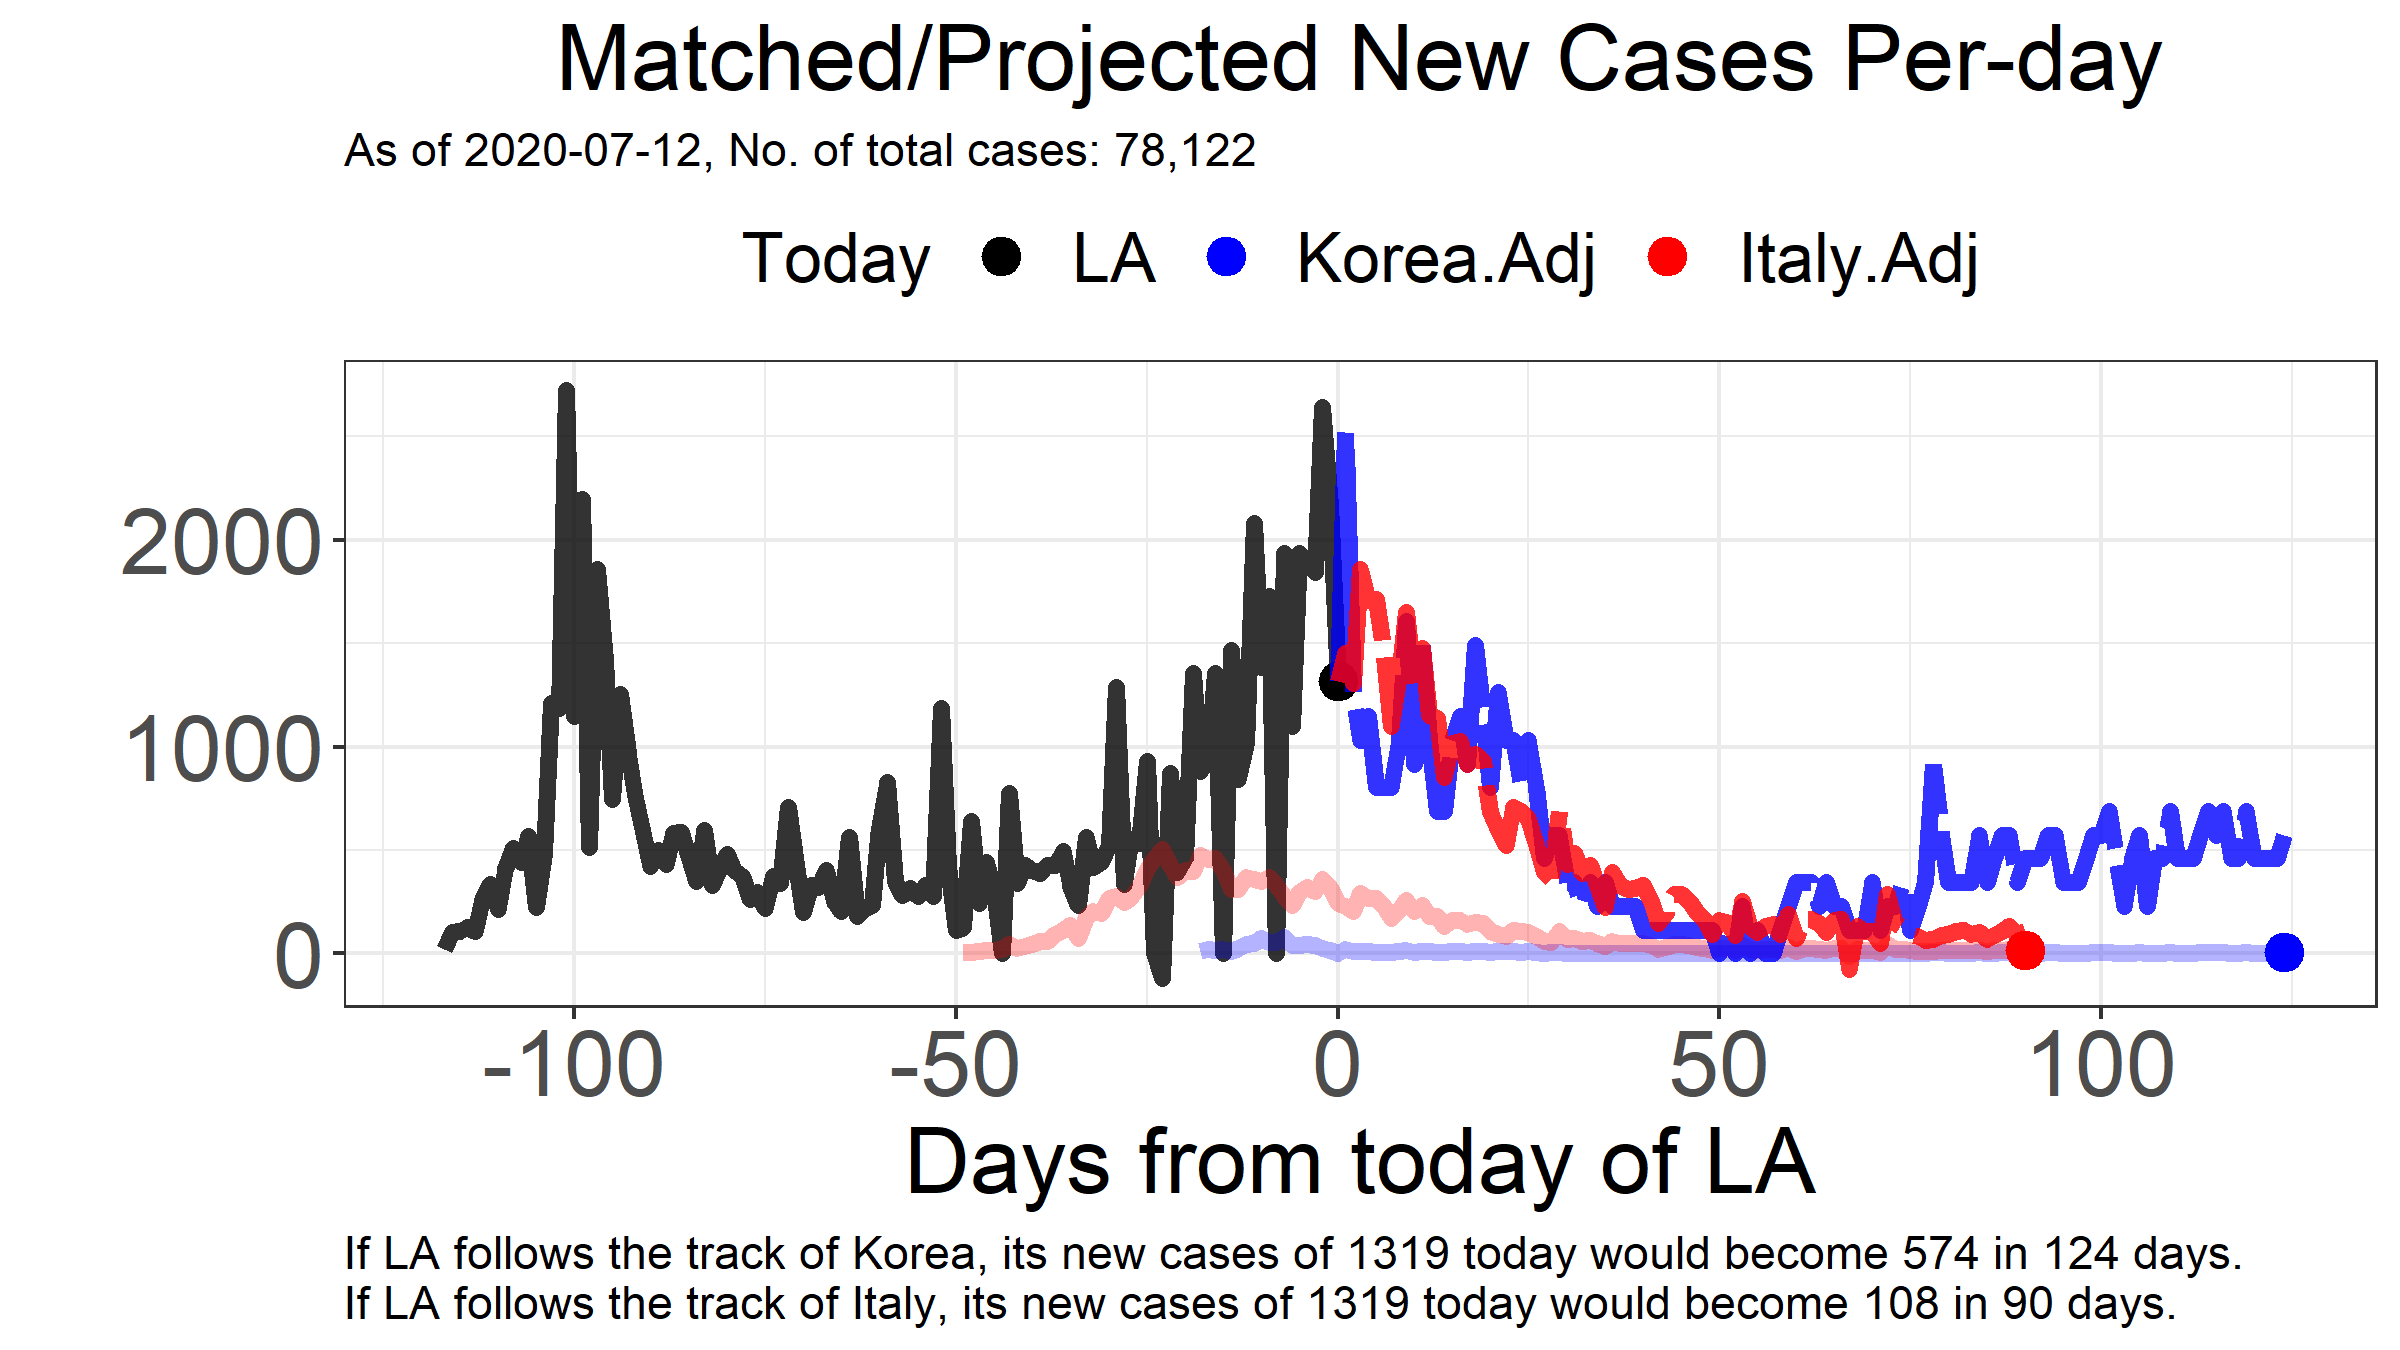 Matched/Projected New Cases Per-day
As of 2020-07-12, No. of total cases: 78,122
Today LA Korea.Adj Italy.Adj
2000
1000
0
-100 -50 0 50 100
Days from today of LA
If LA follows the track of Korea, its new cases of 1319 today would become 574 in 124 days.
If LA follows the track of Italy, its new cases of 1319 today would become 108 in 90 days.